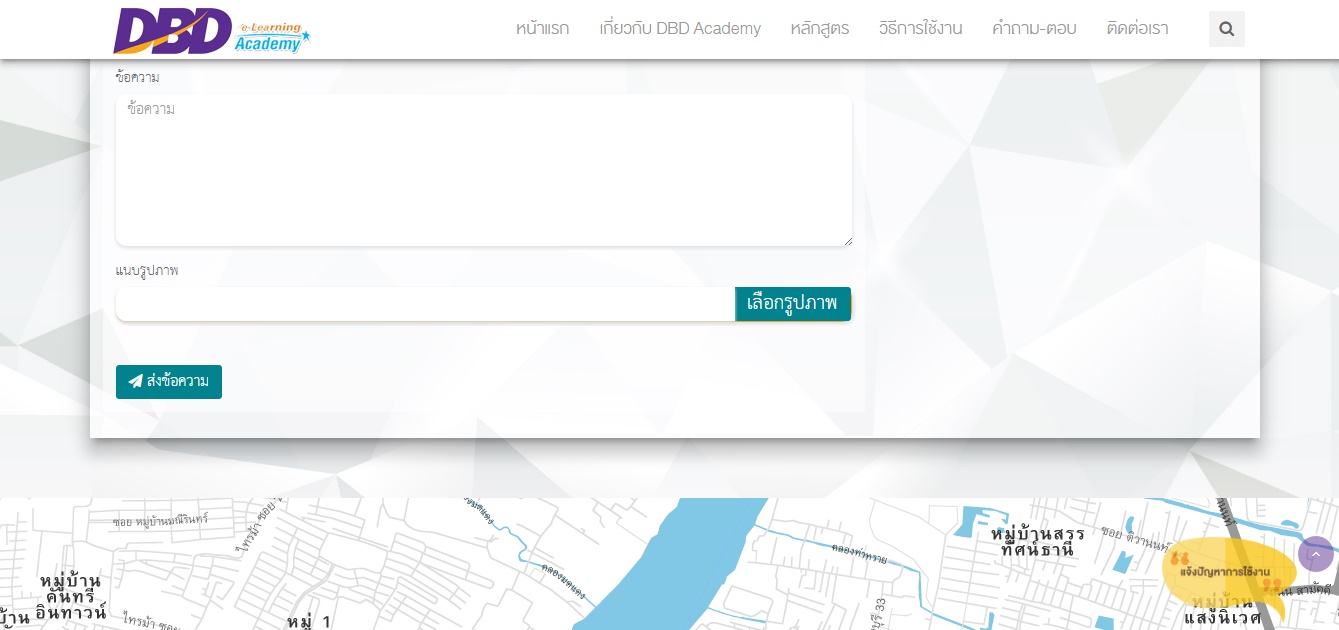 DBD e-Learning Academy
หน้าแรก เกี่ยวกับ DBD Academy หลักสูตร วิธีการใช้งาน คำถาม-ตอบ ติดต่อเรา
ข้อความ
ข้อความ
แนบรูปภาพ
เลือกรูปภาพ
ส่งข้อความ
ซอย หมู่บ้านมณีรินทร์
หมู่บ้านสรร
ทัศน์ธานี
ซอย ติวานนท์
คลองท่าทราย
แจ้งปัญหาการใช้งาน
หมู่บ้าน
คันทรี
อินทาวน์
บ้าน
หมู่ 1
หมู่บ้าน
แสงนิเวศ
สามัคคี